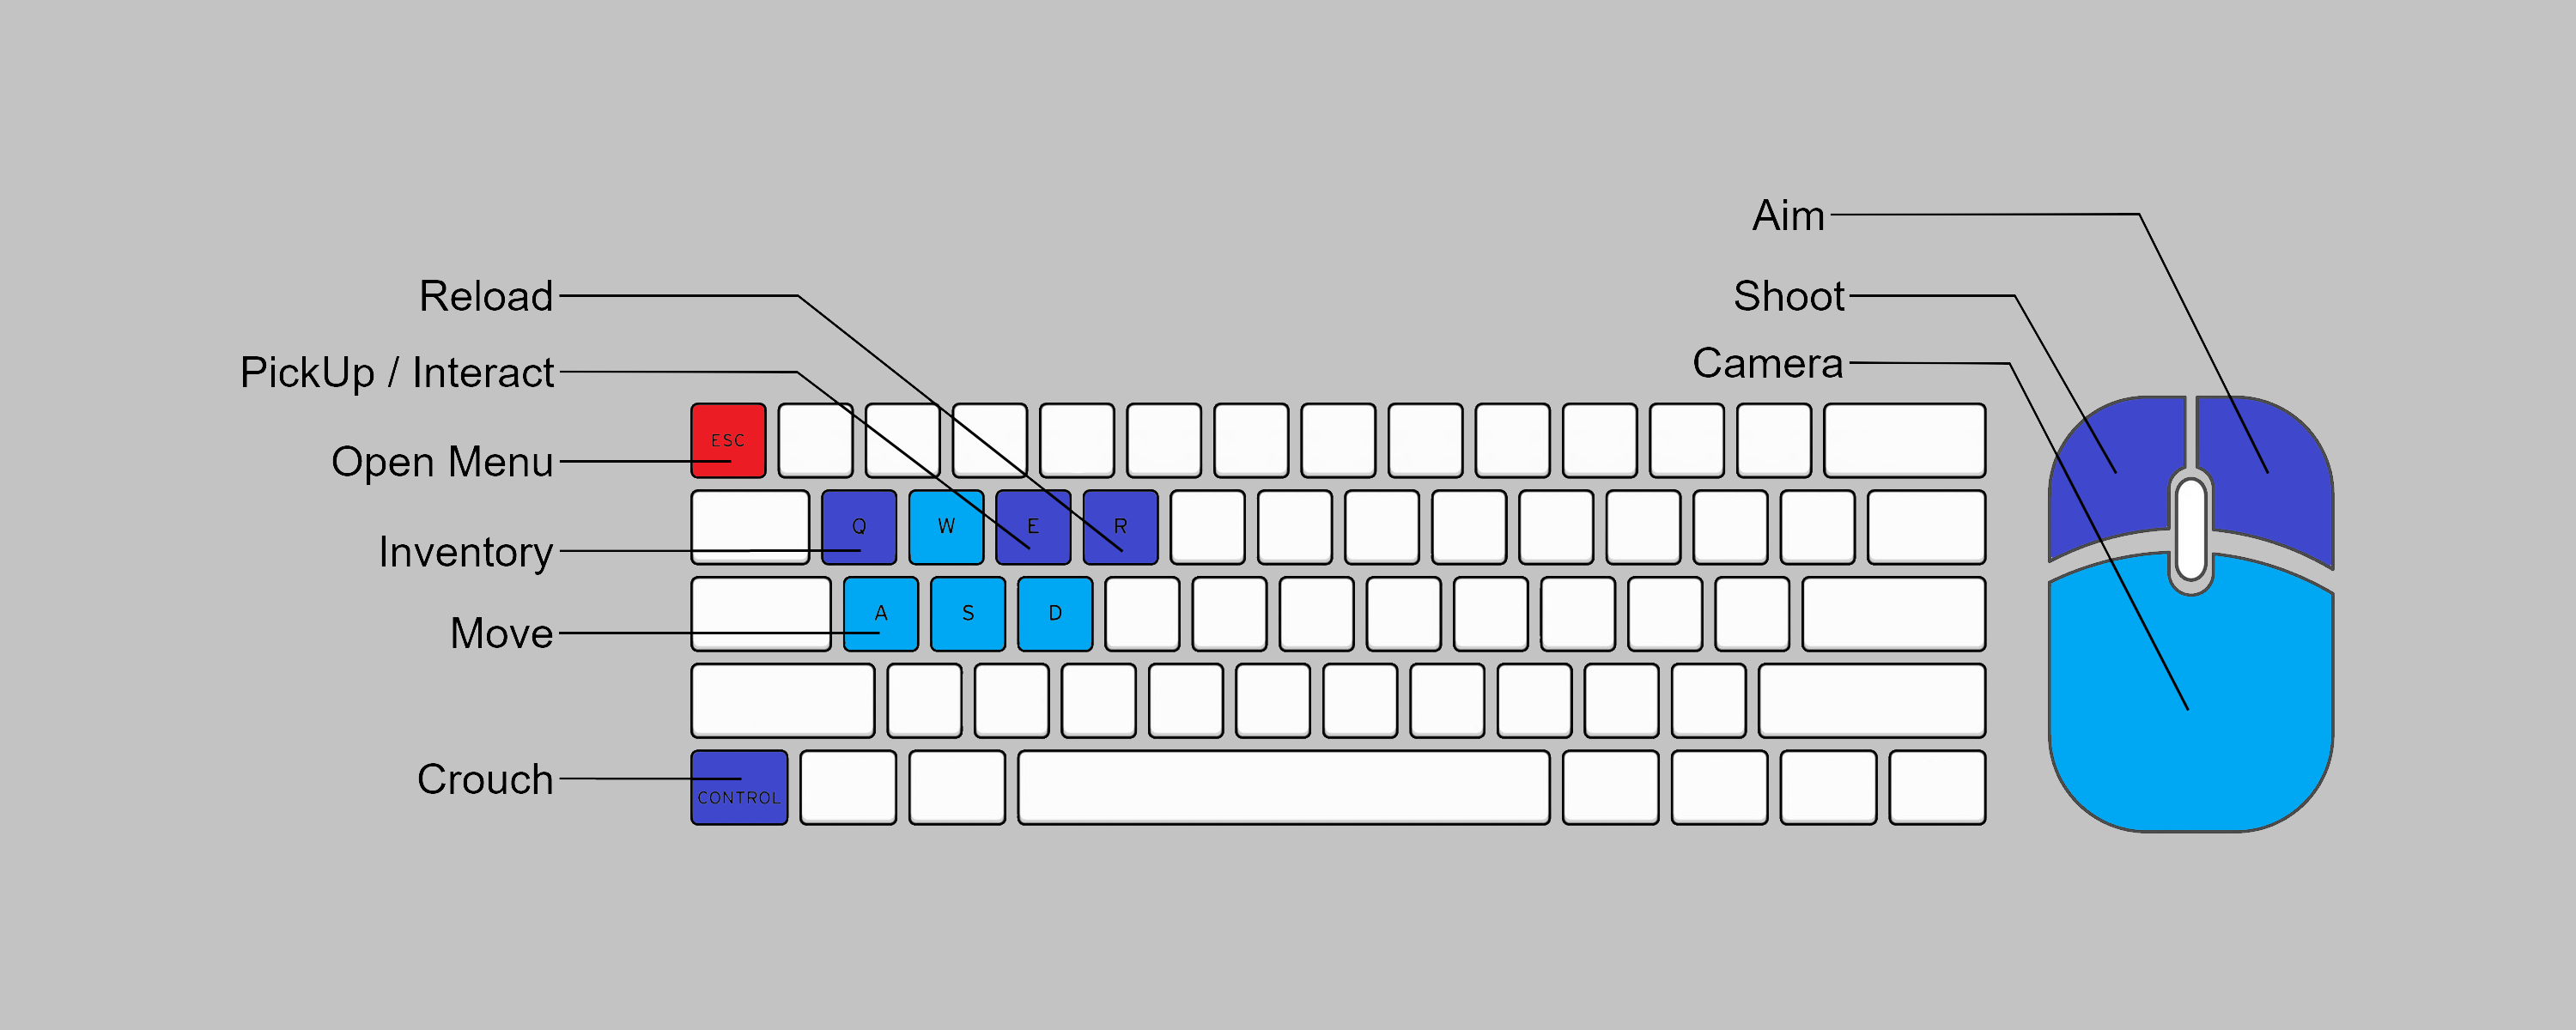 Aim
Reload
Shoot
PickUp / Interact
Camera
ESC
Open Menu
Q W E R
Inventory
A S D
Move
Crouch
CONTROL